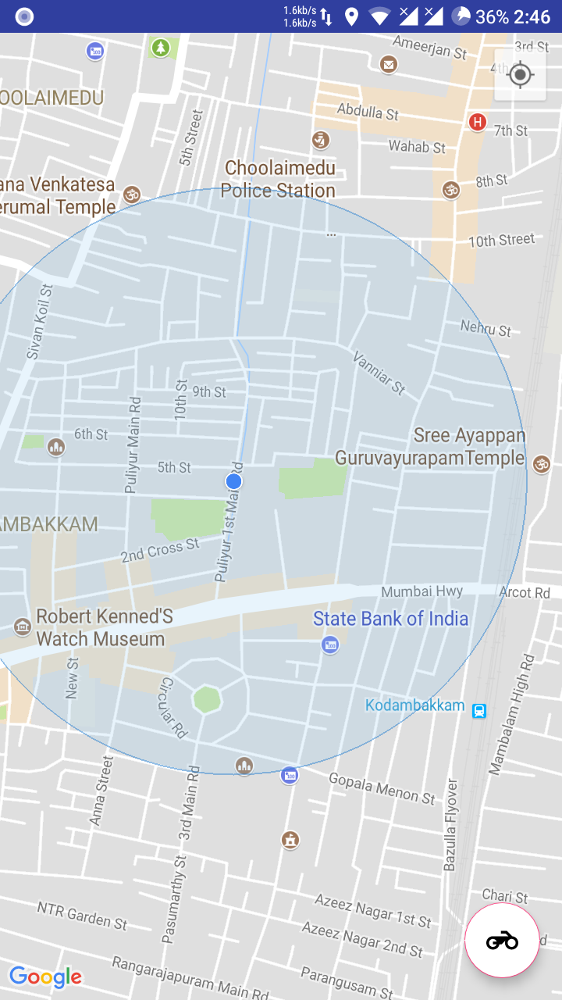 1.6kb/s
1.6kb/s
36% 2:46
Ameerjan St
3rd St
4th
OOLAIMEDU
5th Street
Abdulla St
H
7th St
Wahab St
Choolaimedu
Police Station
8th St
ana Venkatesa
erumal Temple
...
10th Street
Sivan Koil St
Nehru St
Vanniar St
10th St
9th St
Puliyur Main Rd
6th St
Sree Ayappan
GuruvayurapamTemple
5th St
Puliyur 1st Main Rd
AMBAKKAM
2nd Cross St
Mumbai Hwy
Arcot Rd
Robert Kenned'S
Watch Museum
State Bank of India
New St
Circular Rd
Kodambakkam
Mambalam High Rd
Anna Street
3rd Main Rd
Gopala Menon St
Bazulla Flyover
Pasumarthy St
Chari St
Azeez Nagar 1st St
NTR Garden St
Azeez Nagar 2nd St
d
Google
Rangarajapuram Main Rd
Parangusam St